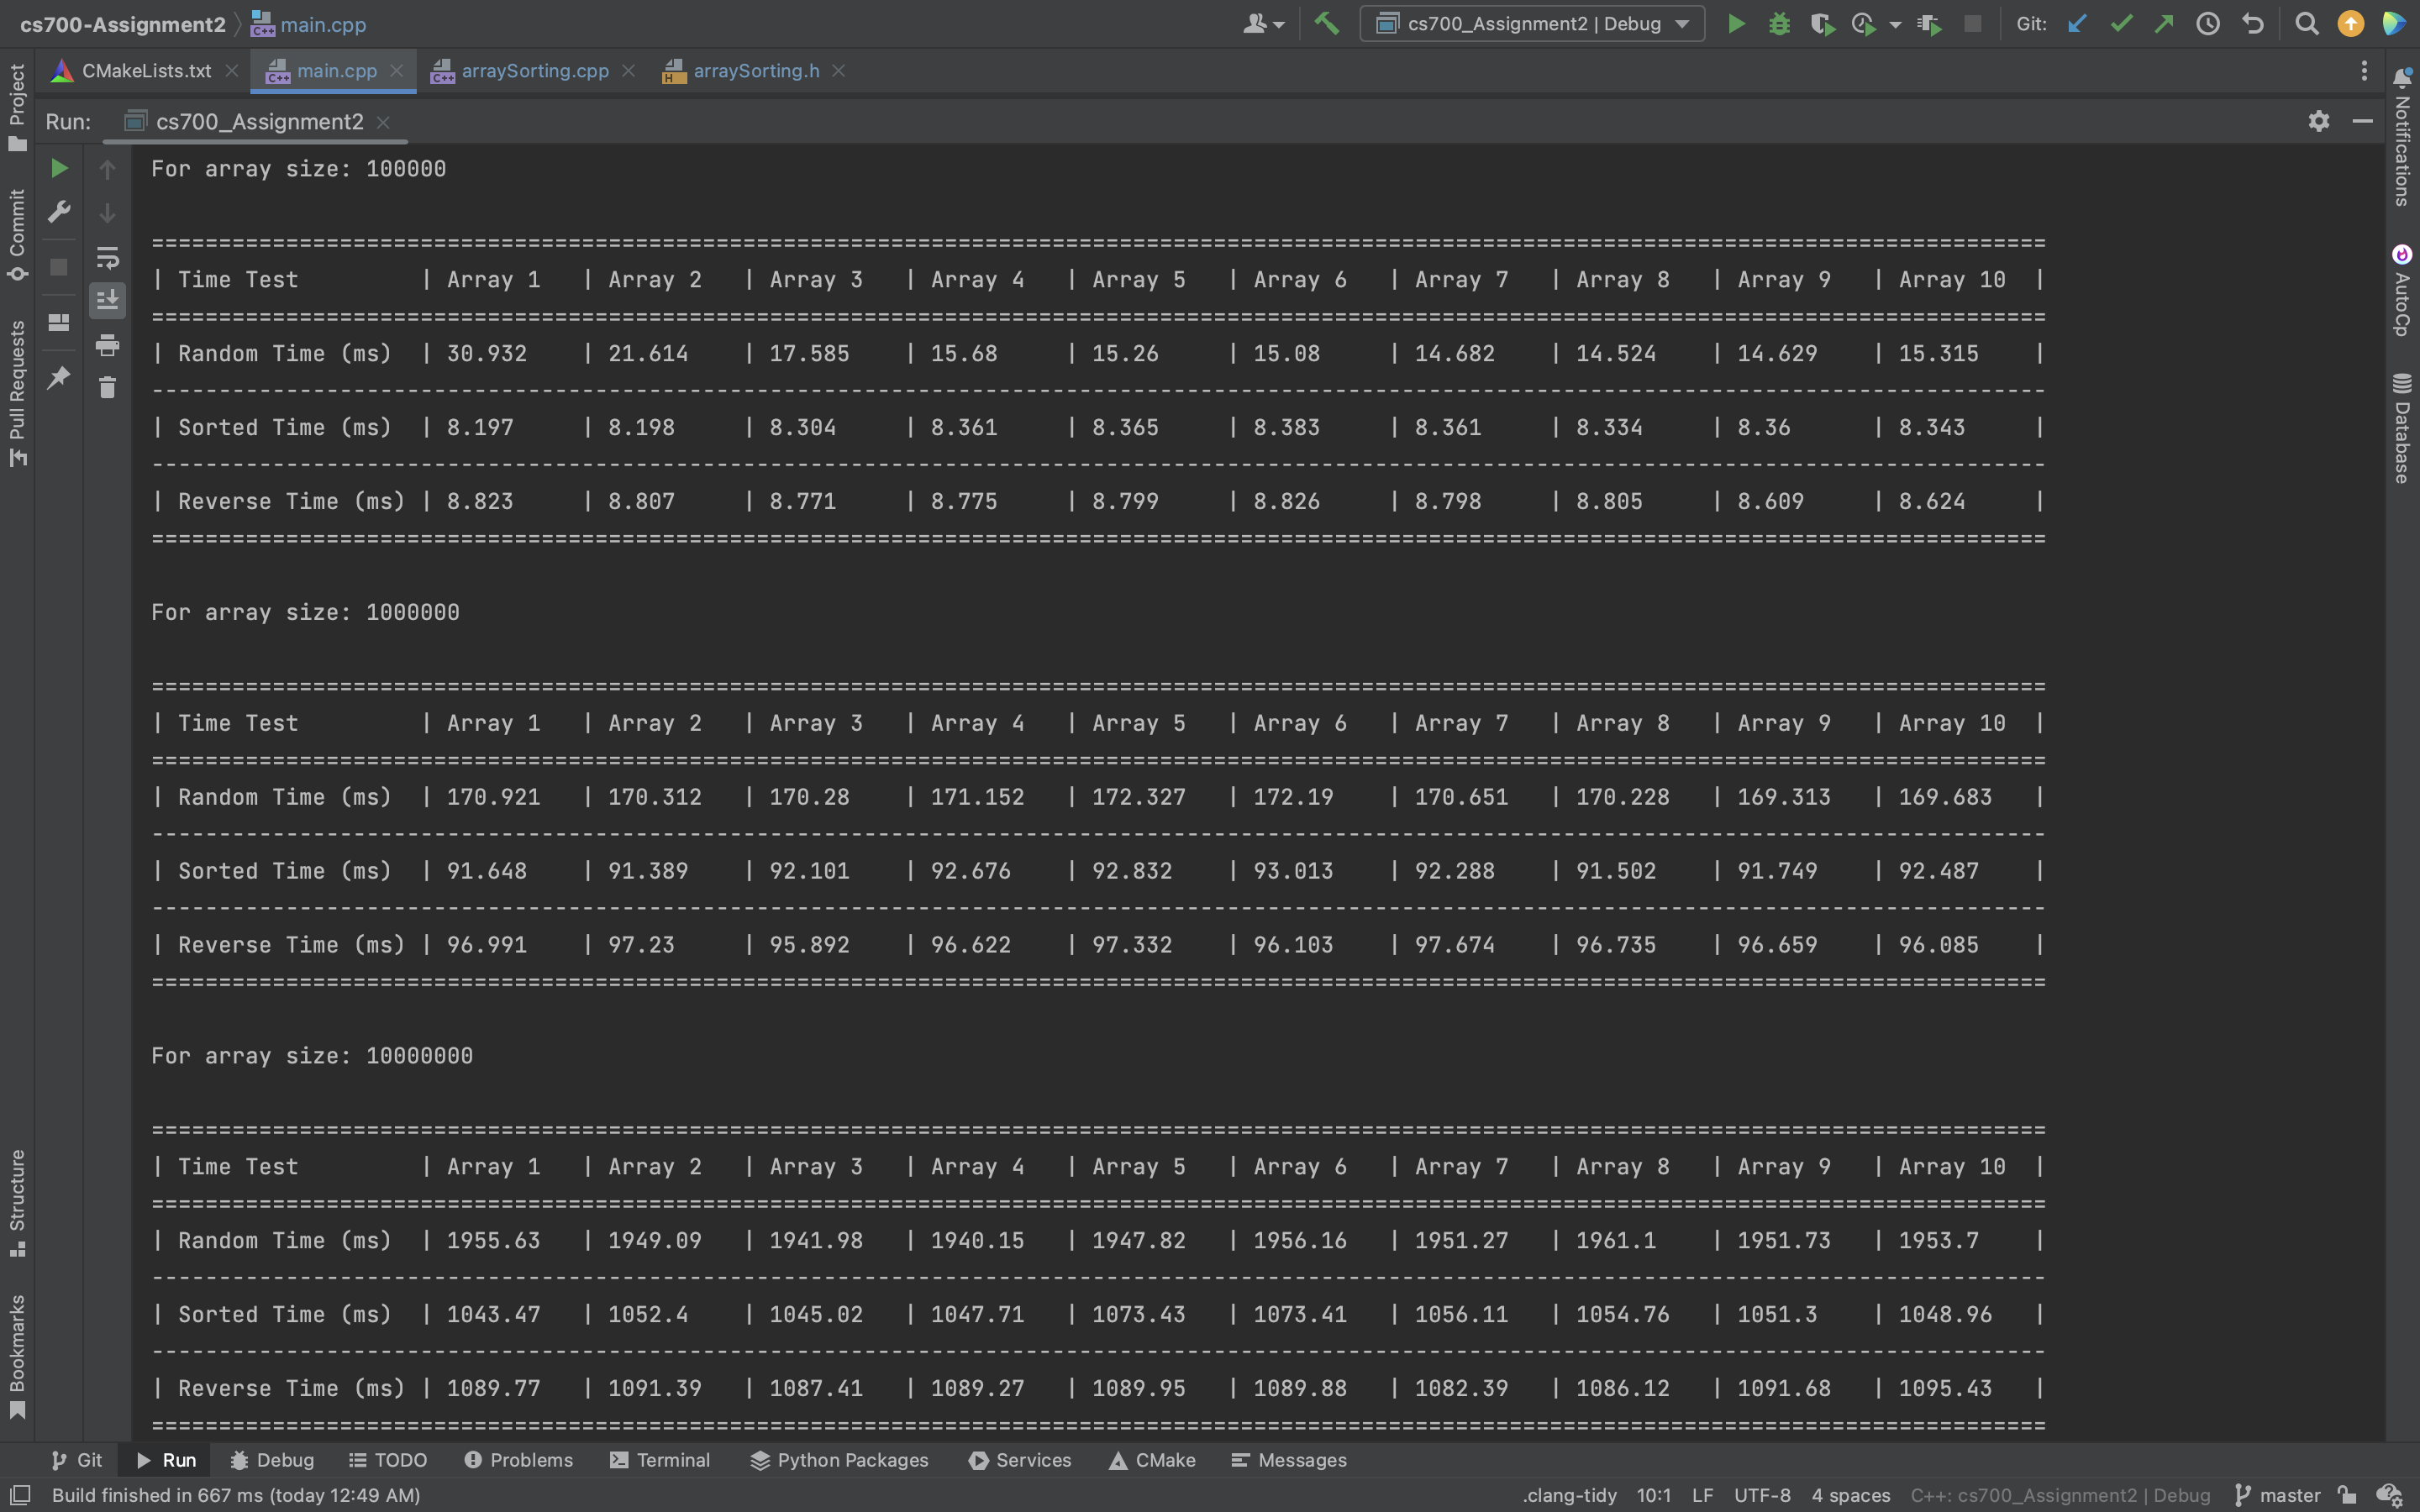 cs700-Assignment2 main.cpp cs700_Assignment2 | Debug Git:
CMakeLists.txt main.cpp arraySorting.cpp arraySorting.h
Run: cs700_Assignment2
Project
Commit
Pull Requests
Structure
Bookmarks
For array size: 100000
| Time Test | Array 1 | Array 2 | Array 3 | Array 4 | Array 5 | Array 6 | Array 7 | Array 8 | Array 9 | Array 10 |
| Random Time (ms) | 30.932 | 21.614 | 17.585 | 15.68 | 15.26 | 15.08 | 14.682 | 14.524 | 14.629 | 15.315 |
| Sorted Time (ms) | 8.197 | 8.198 | 8.304 | 8.361 | 8.365 | 8.383 | 8.361 | 8.334 | 8.36 | 8.343 |
| Reverse Time (ms) | 8.823 | 8.807 | 8.771 | 8.775 | 8.799 | 8.826 | 8.798 | 8.805 | 8.609 | 8.624 |
For array size: 1000000
| Time Test | Array 1 | Array 2 | Array 3 | Array 4 | Array 5 | Array 6 | Array 7 | Array 8 | Array 9 | Array 10 |
| Random Time (ms) | 170.921 | 170.312 | 170.28 | 171.152 | 172.327 | 172.19 | 170.651 | 170.228 | 169.313 | 169.683 |
| Sorted Time (ms) | 91.648 | 91.389 | 92.101 | 92.676 | 92.832 | 93.013 | 92.288 | 91.502 | 91.749 | 92.487 |
| Reverse Time (ms) | 96.991 | 97.23 | 95.892 | 96.622 | 97.332 | 96.103 | 97.674 | 96.735 | 96.659 | 96.085 |
For array size: 10000000
| Time Test | Array 1 | Array 2 | Array 3 | Array 4 | Array 5 | Array 6 | Array 7 | Array 8 | Array 9 | Array 10 |
| Random Time (ms) | 1955.63 | 1949.09 | 1941.98 | 1940.15 | 1947.82 | 1956.16 | 1951.27 | 1961.1 | 1951.73 | 1953.7 |
| Sorted Time (ms) | 1043.47 | 1052.4 | 1045.02 | 1047.71 | 1073.43 | 1073.41 | 1056.11 | 1054.76 | 1051.3 | 1048.96 |
| Reverse Time (ms) | 1089.77 | 1091.39 | 1087.41 | 1089.27 | 1089.95 | 1089.88 | 1082.39 | 1086.12 | 1091.68 | 1095.43 |
Notifications
AutoCp
Database
Git Run Debug TODO Problems Terminal Python Packages Services CMake Messages
Build finished in 667 ms (today 12:49 AM) .clang-tidy 10:1 LF UTF-8 4 spaces C++: cs700_Assignment2 | Debug master